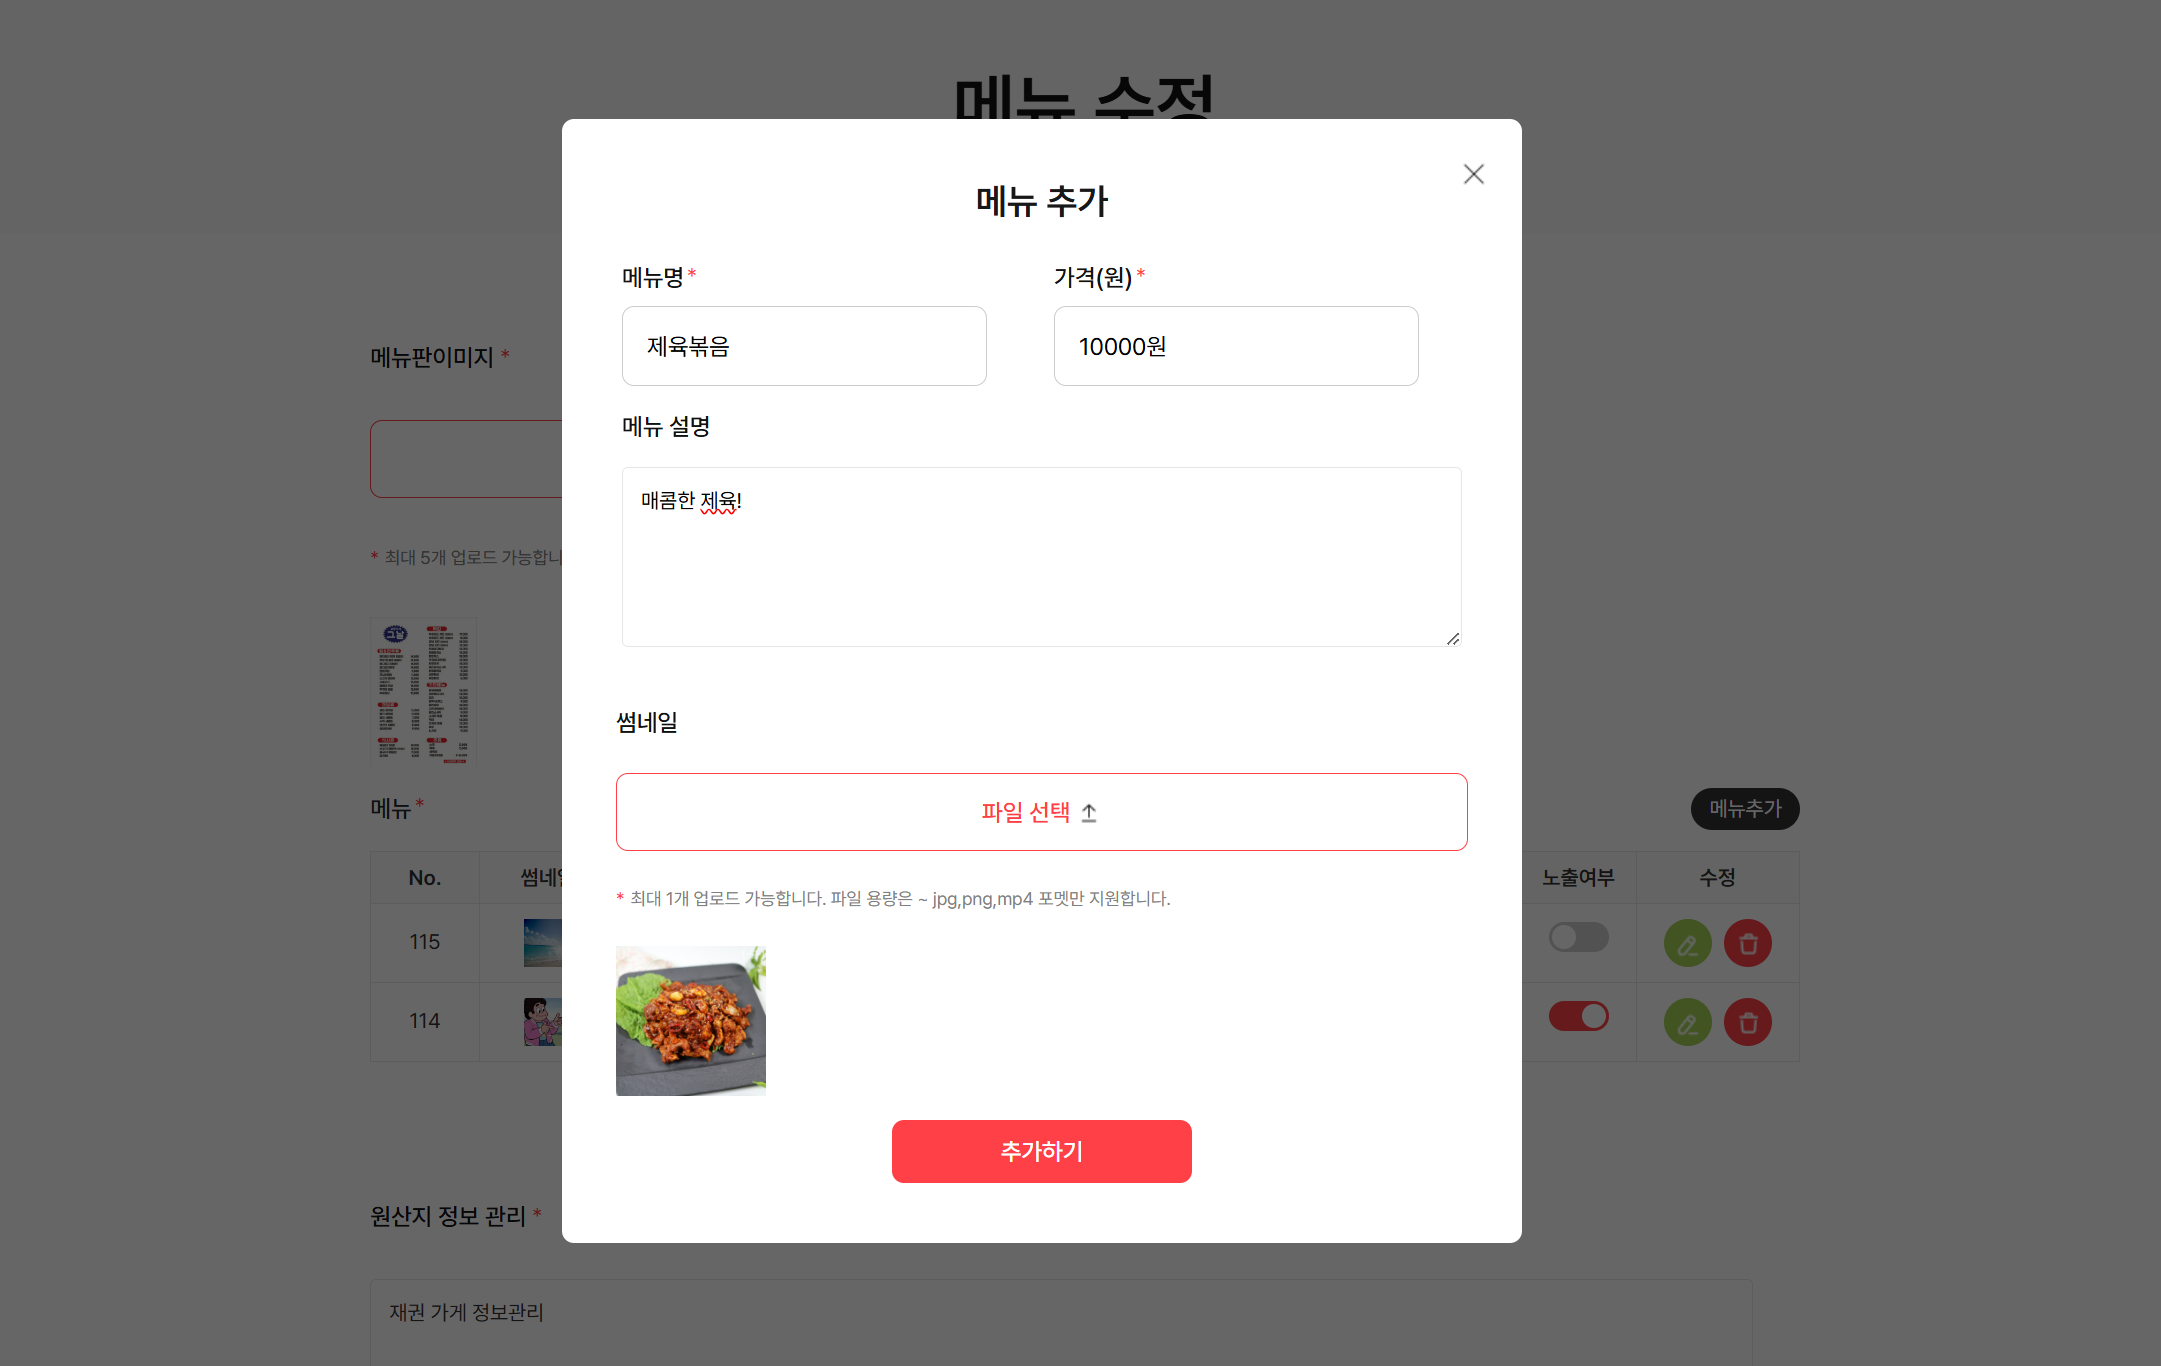 메뉴 수정
메뉴 추가
메뉴명*
가격(원)*
제육볶음
10000원
메뉴 설명
매콤한 제육!
썸네일
파일 선택
* 최대 1개 업로드 가능합니다. 파일 용량은 ~ jpg,png,mp4 포멧만 지원합니다.
추가하기
메뉴판이미지 *
* 최대 5개 업로드 가능합니
그날
메뉴*
메뉴추가
No.
썸네
노출여부
수정
115
114
원산지 정보 관리 *
재권 가게 정보관리